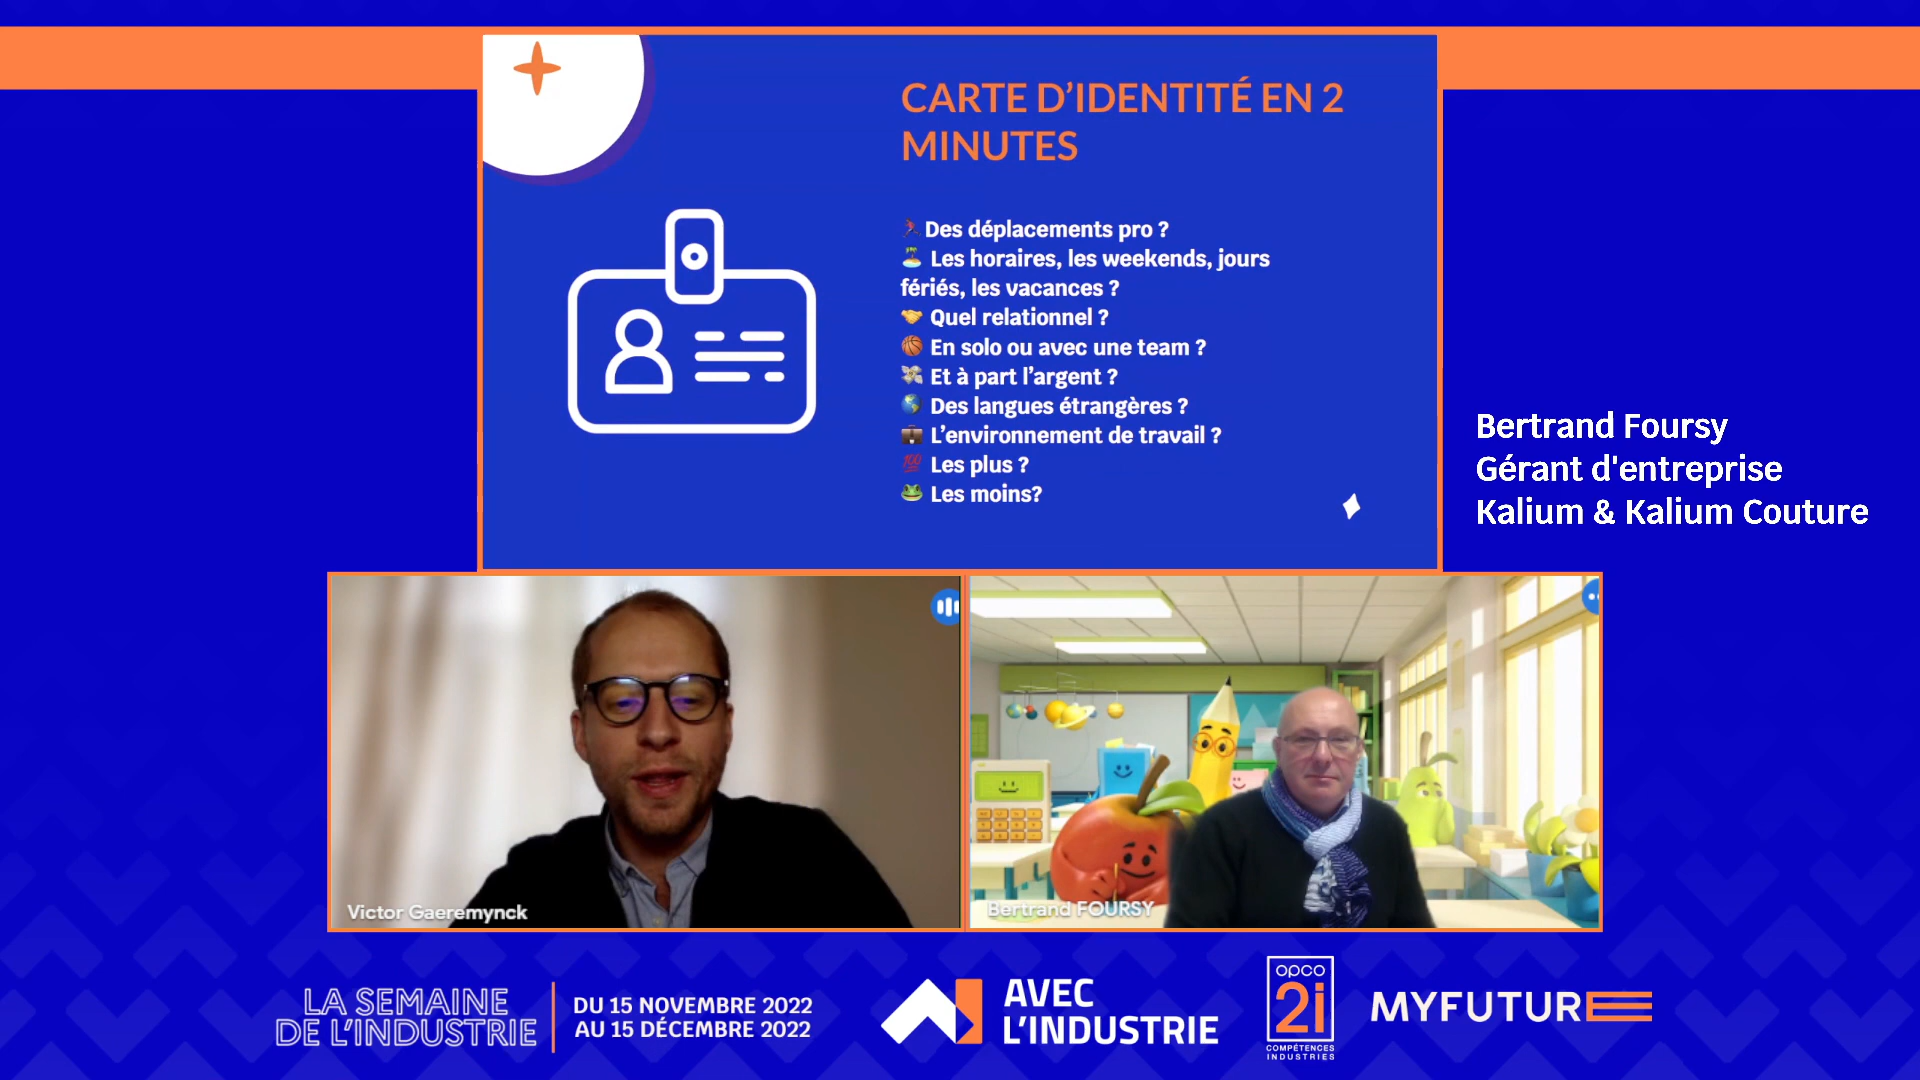 CARTE D'IDENTITÉ EN 2
MINUTES
Des déplacements pro ?
Les horaires, les weekends, jours
fériés, les vacances ?
Quel relationnel ?
En solo ou avec une team ?
Et à part l'argent ?
Des langues étrangères ?
L'environnement de travail ?
100 Les plus ?
Les moins?
Bertrand Foursy
Gérant d'entreprise
Kalium & Kalium Couture
Victor Gaeremynck
Bertrand FOURSY
LA SEMAINE
DE L'INDUSTRIE
DU 15 NOVEMBRE 2022
AU 15 DÉCEMBRE 2022
AVEC
L'INDUSTRIE
opco
2i
COMPÉTENCES
INDUSTRIES
MYFUTURE